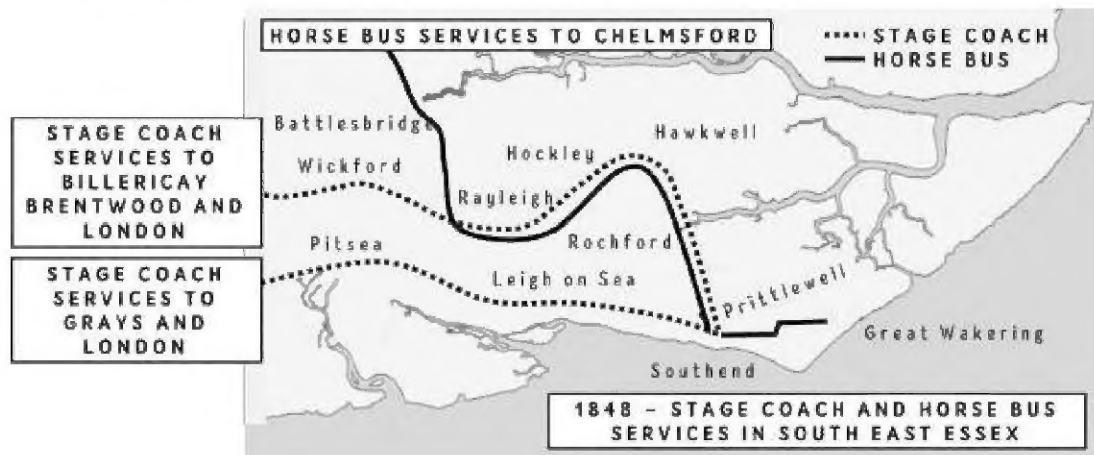 HORSE BUS SERVICES TO CHELMSFORD
STAGE COACH
HORSE BUS
STAGE COACH
SERVICES TO
BILLERICAY
BRENTWOOD AND
LONDON
Battlesbridge
Hawkwell
Hockley
Wickford
Rayleigh
Rochford
Pitsea
Leigh on Sea
Prittlewell
STAGE COACH
SERVICES TO
GRAYS AND
LONDON
Great Wakering
Southend
1848 – STAGE COACH AND HORSE BUS
SERVICES IN SOUTH EAST ESSEX